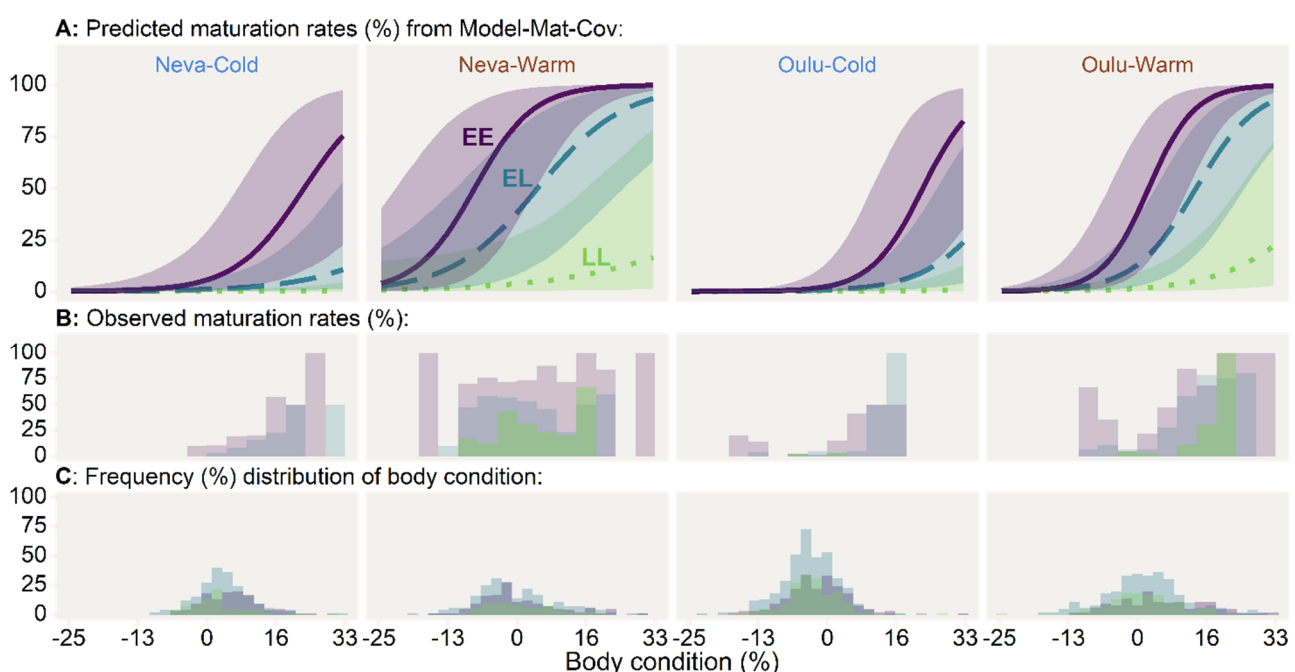 A: Predicted maturation rates (%) from Model-Mat-Cov:
Neva-Cold Neva-Warm Oulu-Cold Oulu-Warm
100
75
50
25
0
EE
EL
LL
B: Observed maturation rates (%):
100
75
50
25
0
C: Frequency (%) distribution of body condition:
100
75
50
25
0
-25 -13 0 16 33 -25 -13 0 16 33 -25 -13 0 16 33 -25 -13 0 16 33
Body condition (%)